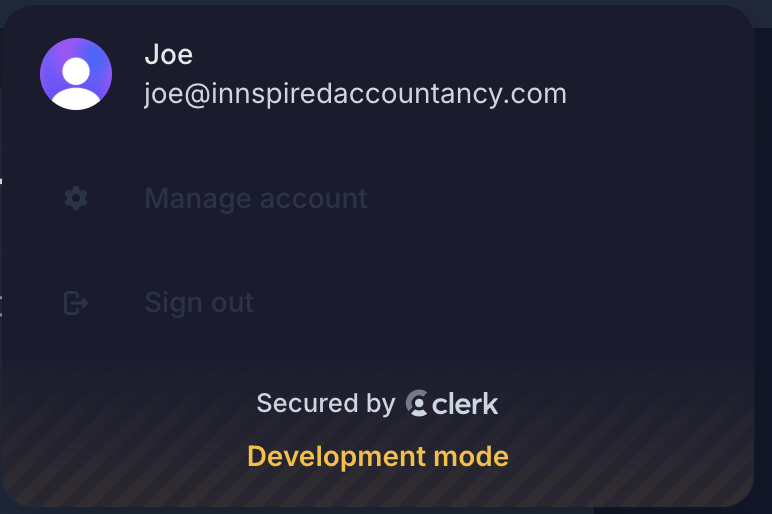 Joe
joe@innspiredaccountancy.com
Manage account
Sign out
Secured by clerk
Development mode